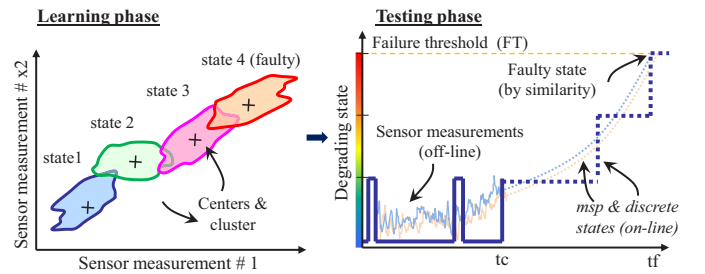 Learning phase
Sensor measurement # x2
state 4 (faulty)
state 3
state 2
state1
Centers &
cluster
Sensor measurement # 1
Testing phase
Degrading state
Failure threshold (FT)
Faulty state
(by similarity)
Sensor measurements
(off-line)
msp & discrete
states (on-line)
tc
tf